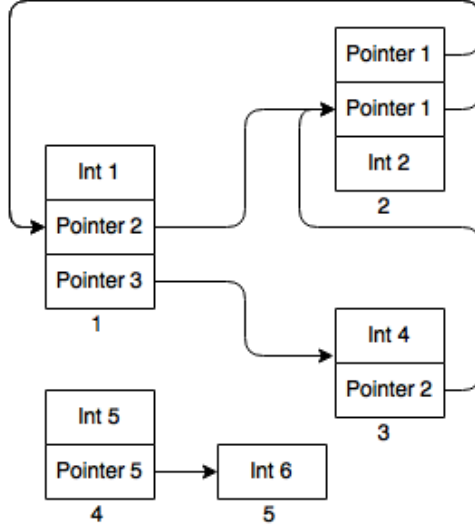 Pointer 1
Pointer 1
Int 2
2
Int 1
Pointer 2
Pointer 3
1
Int 4
Pointer 2
3
Int 5
Pointer 5
4
Int 6
5